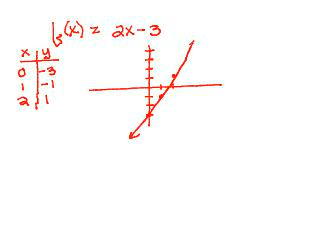 (x) = 2x - 3
x y
0 -3
1 -1
2 1